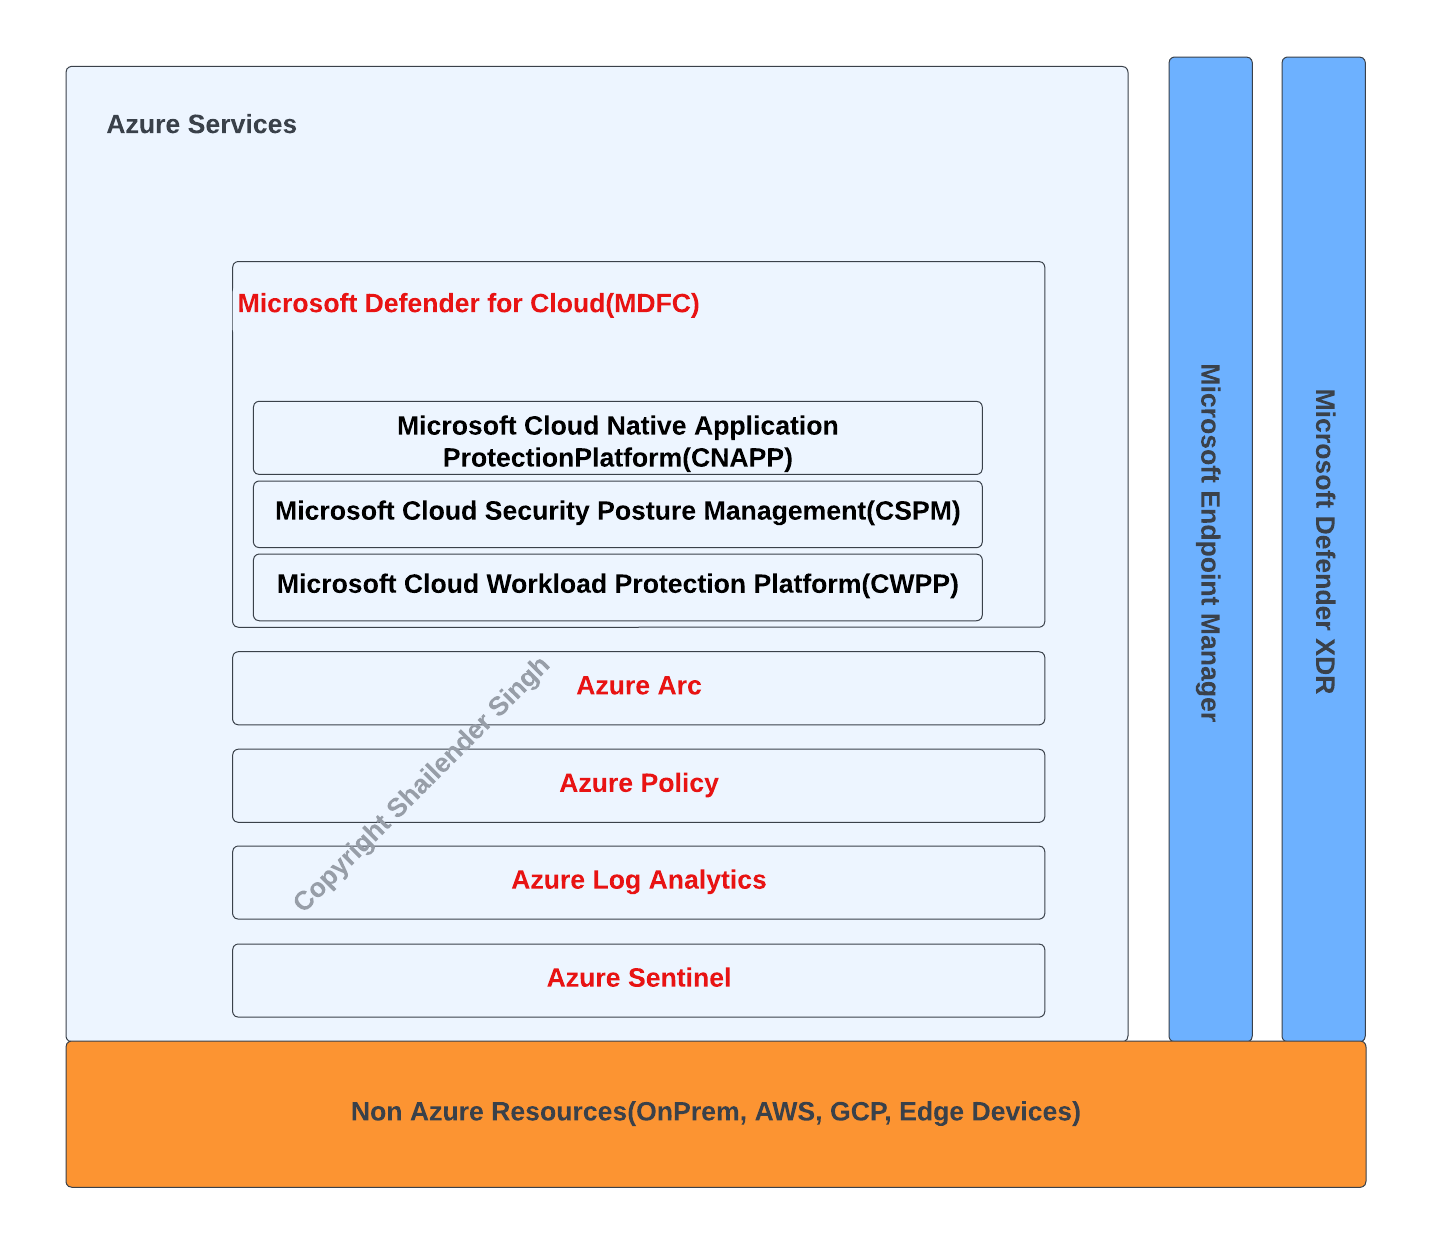 Azure Services
Microsoft Defender for Cloud(MDFC)
Microsoft Cloud Native Application
ProtectionPlatform(CNAPP)
Microsoft Cloud Security Posture Management(CSPM)
Microsoft Cloud Workload Protection Platform(CWPP)
Azure Arc
Azure Policy
Azure Log Analytics
Azure Sentinel
Copyright Shailender Singh
Microsoft Endpoint Manager
Microsoft Defender XDR
Non Azure Resources(OnPrem, AWS, GCP, Edge Devices)